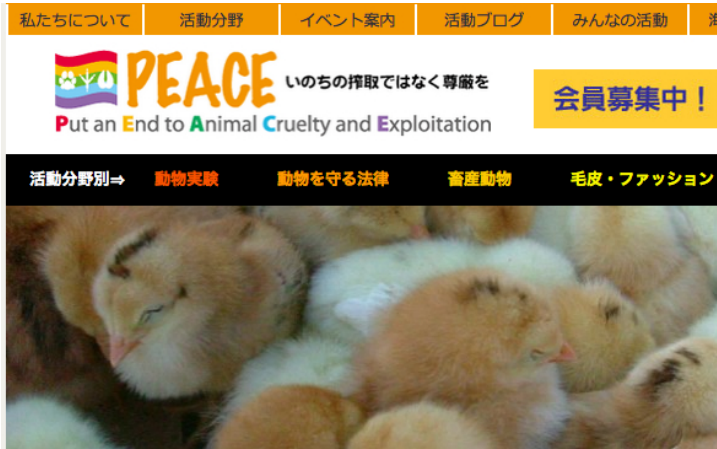 私たちについて
活動分野
イベント案内
活動ブログ
みんなの活動
PEACE いのちの搾取ではなく尊厳を
Put an End to Animal Cruelty and Exploitation
会員募集中！
活動分野別⇒ 動物実験 動物を守る法律 畜産動物 毛皮・ファッション